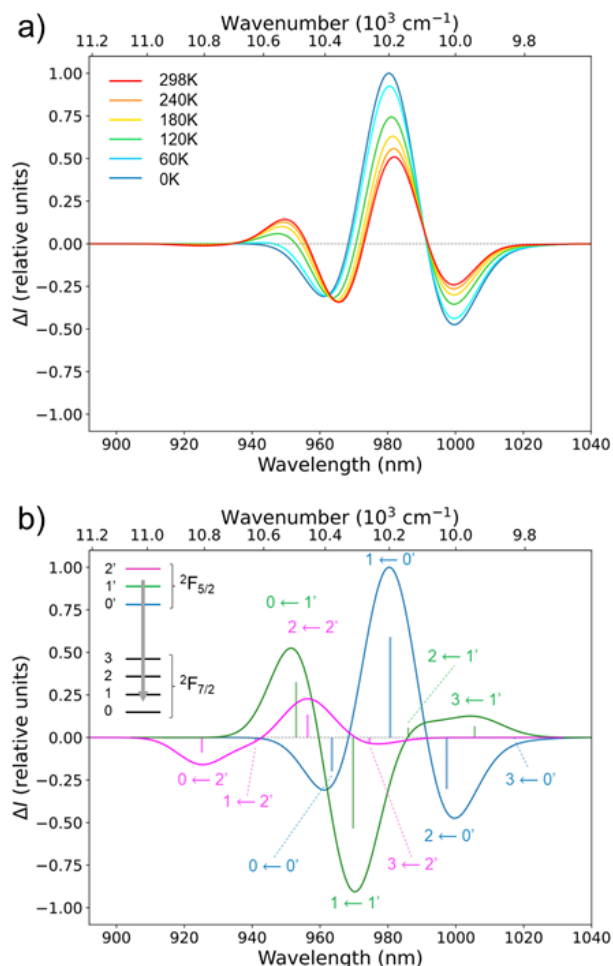 a)
Wavenumber (10³ cm⁻¹)
11.2 11.0 10.8 10.6 10.4 10.2 10.0 9.8
298K
240K
180K
120K
60K
0K
ΔI (relative units)
1.00
0.75
0.50
0.25
0.00
−0.25
−0.50
−0.75
−1.00
900 920 940 960 980 1000 1020 1040
Wavelength (nm)
b)
Wavenumber (10³ cm⁻¹)
11.2 11.0 10.8 10.6 10.4 10.2 10.0 9.8
ΔI (relative units)
1.00
0.75
0.50
0.25
0.00
−0.25
−0.50
−0.75
−1.00
2'
1'
0'
²F₅/₂
3
2
1
0
²F₇/₂
1 ← 0'
0 ← 1'
2 ← 2'
2 ← 1'
3 ← 1'
0 ← 2'
1 ← 2'
0 ← 0'
3 ← 2'
2 ← 0'
3 ← 0'
1 ← 1'
900 920 940 960 980 1000 1020 1040
Wavelength (nm)